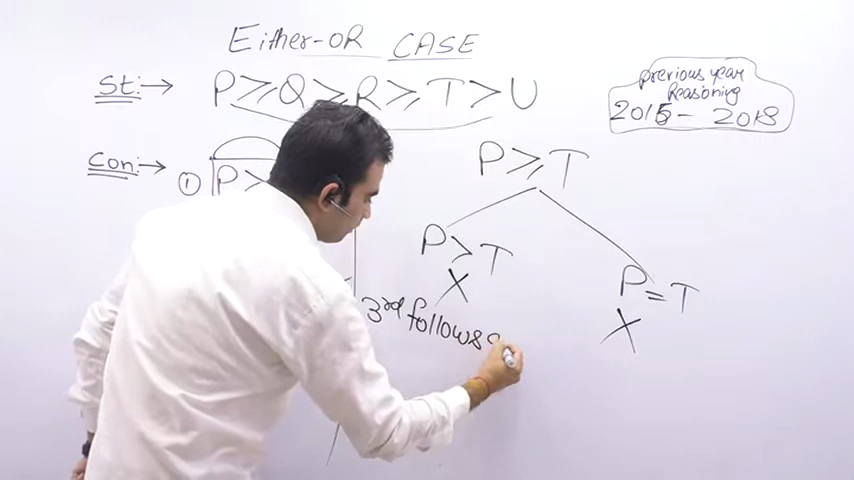 Either-OR CASE
St:→ P≥Q≥R≥T>U
previous year
Reasoning
2015 - 2018
Con:→
① P>
P≥T
P>T
X
P=T
X
3rd follows